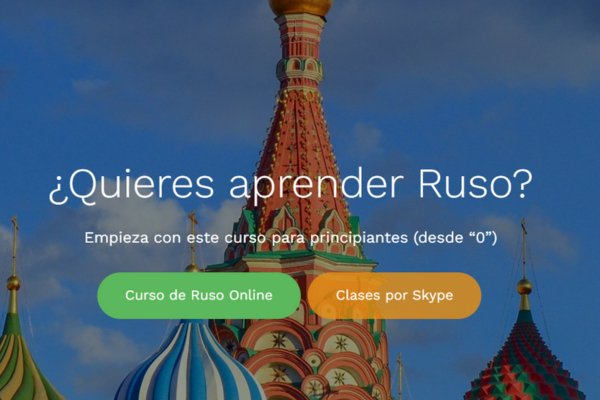 ¿Quieres aprender Ruso?
Empieza con este curso para principiantes (desde “0”)
Curso de Ruso Online
Clases por Skype